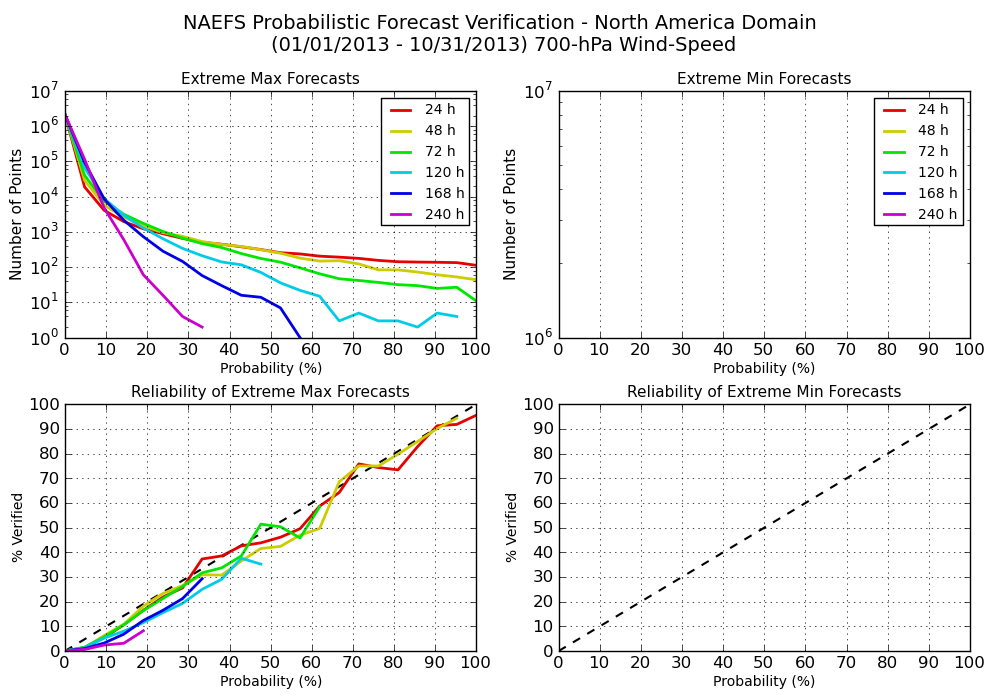 NAEFS Probabilistic Forecast Verification - North America Domain
(01/01/2013 - 10/31/2013) 700-hPa Wind-Speed
Extreme Max Forecasts
Number of Points
10^7
10^6
10^5
10^4
10^3
10^2
10^1
10^0
24 h
48 h
72 h
120 h
168 h
240 h
0 10 20 30 40 50 60 70 80 90 100
Probability (%)
Extreme Min Forecasts
Number of Points
10^7
10^6
24 h
48 h
72 h
120 h
168 h
240 h
0 10 20 30 40 50 60 70 80 90 100
Probability (%)
Reliability of Extreme Max Forecasts
% Verified
100
90
80
70
60
50
40
30
20
10
0
0 10 20 30 40 50 60 70 80 90 100
Probability (%)
Reliability of Extreme Min Forecasts
% Verified
100
90
80
70
60
50
40
30
20
10
0
0 10 20 30 40 50 60 70 80 90 100
Probability (%)